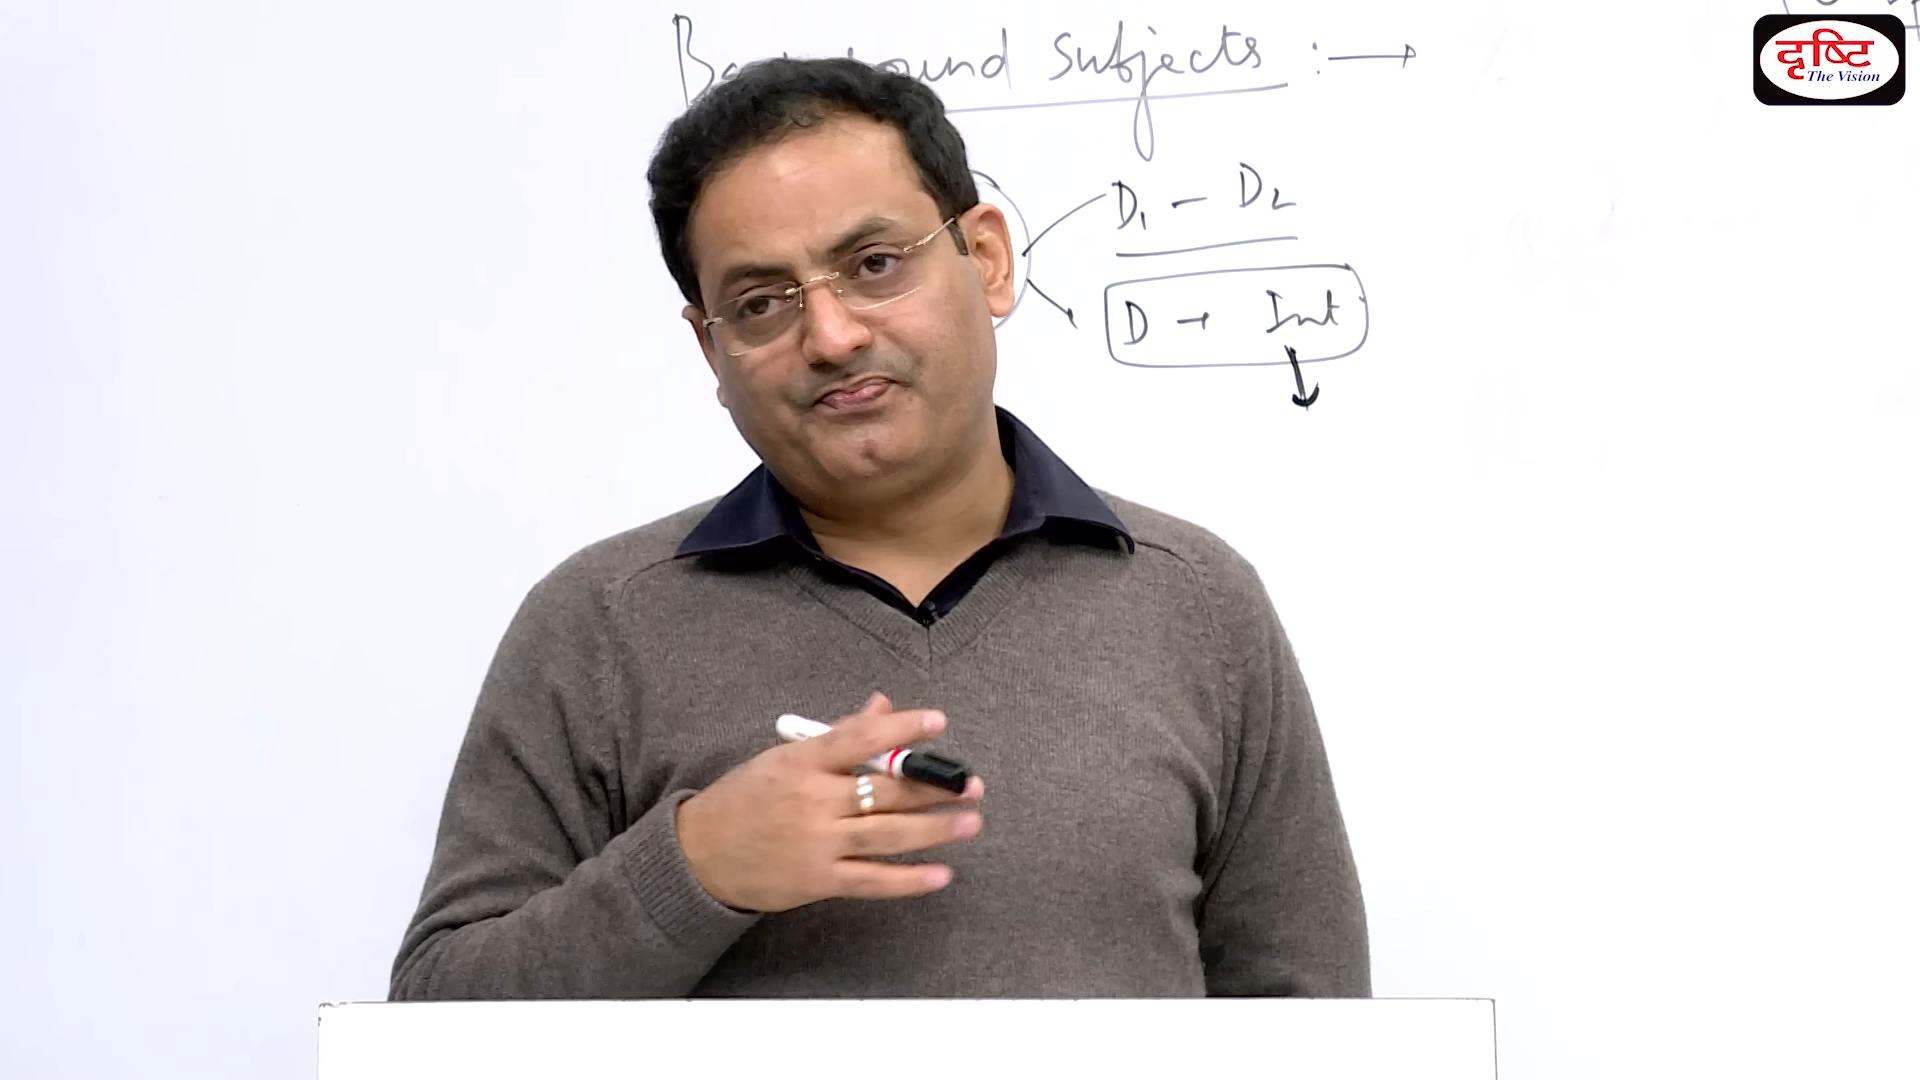 subjects : →
दृष्टि
The Vision
D₁ – D₂
D → Int